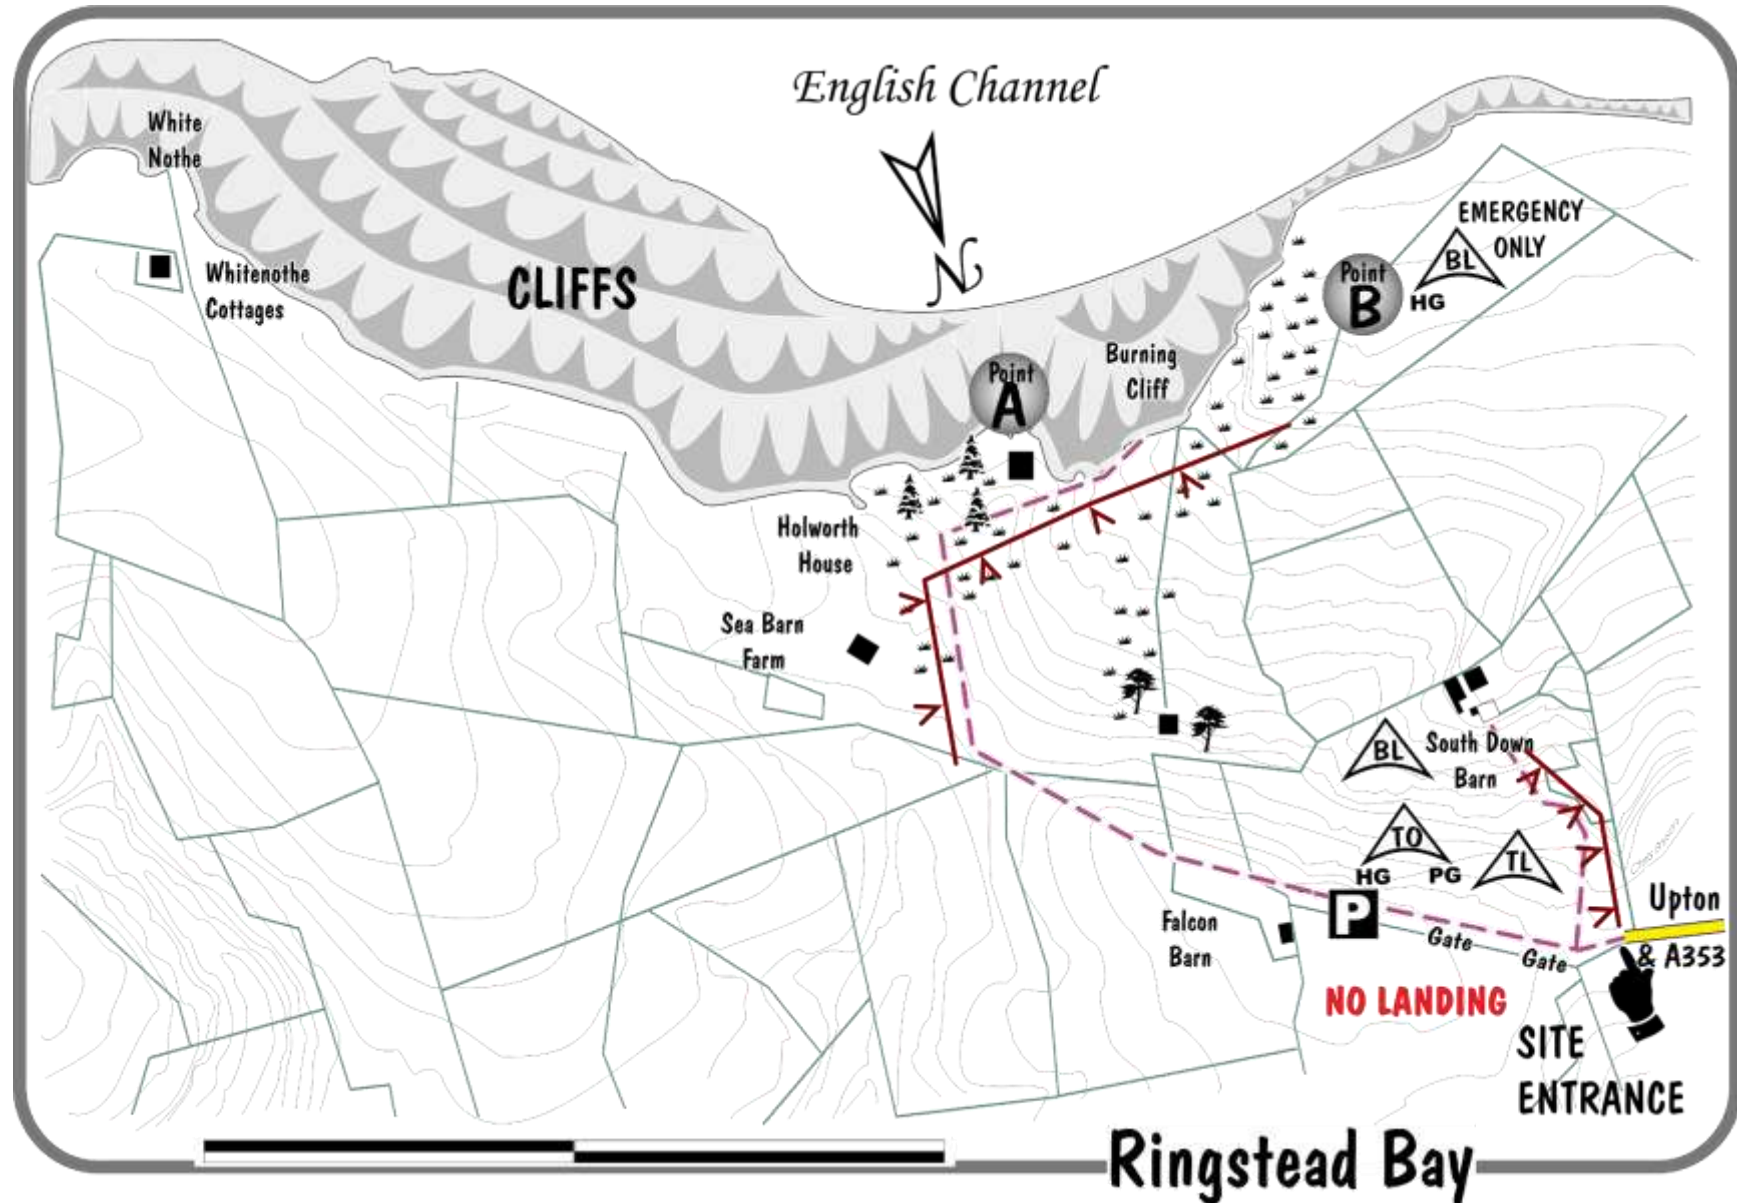 English Channel
White
Nothe
N
EMERGENCY
ONLY
BL
HG
Point
B
Whitenothe
Cottages
CLIFFS
Burning
Cliff
Point
A
Holworth
House
Sea Barn
Farm
BL
South Down
Barn
TO
HG PG
TL
P
Falcon
Barn
Gate
Gate
Upton
& A353
NO LANDING
SITE
ENTRANCE
Ringstead Bay